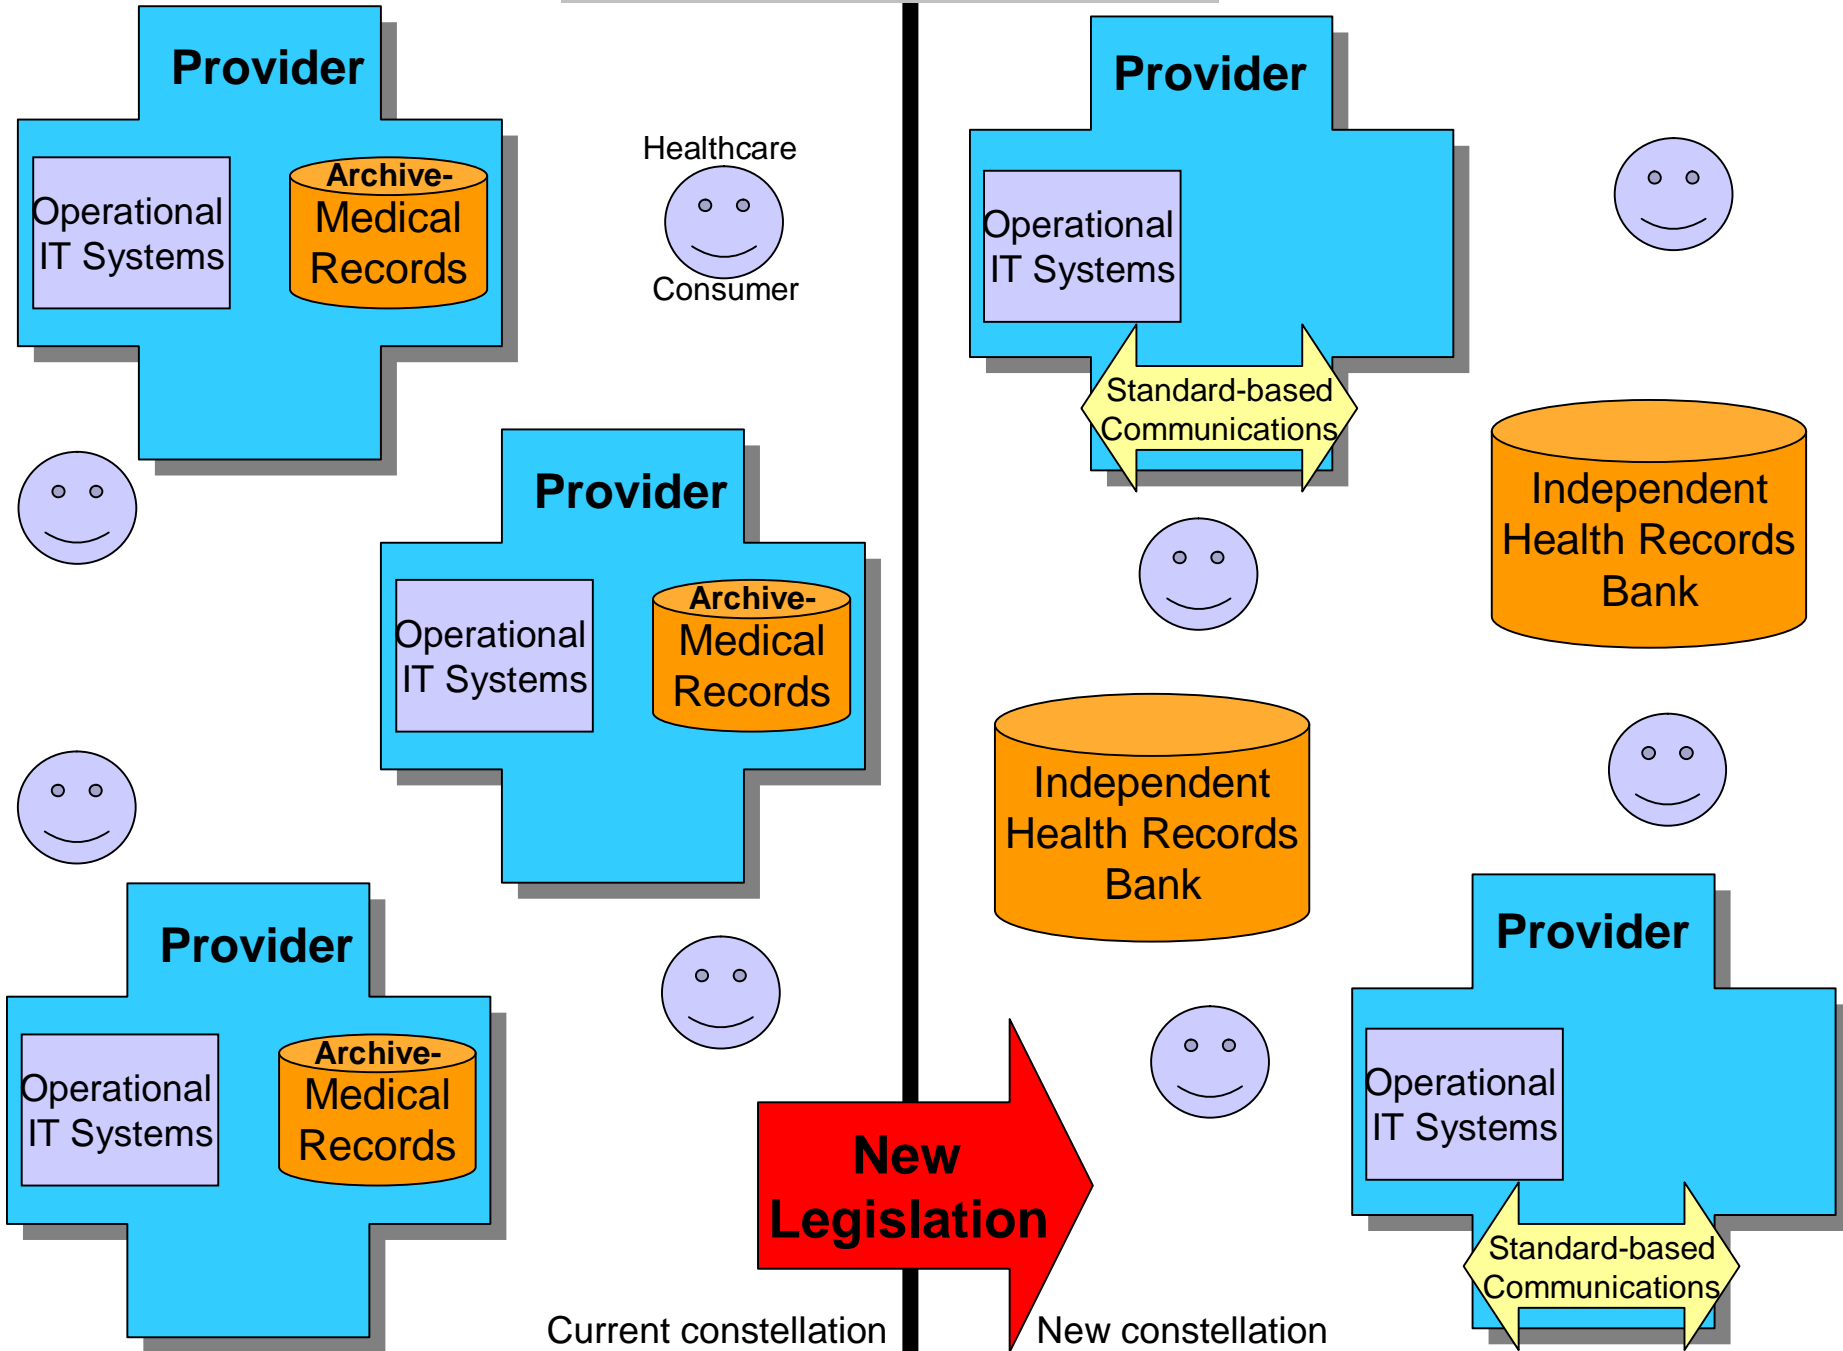 Provider
Operational
IT Systems
Archive-
Medical
Records
Healthcare
Consumer
Provider
Operational
IT Systems
Archive-
Medical
Records
Provider
Operational
IT Systems
Archive-
Medical
Records
New
Legislation
Current constellation
Provider
Operational
IT Systems
Standard-based
Communications
Independent
Health Records
Bank
Independent
Health Records
Bank
Provider
Operational
IT Systems
Standard-based
Communications
New constellation